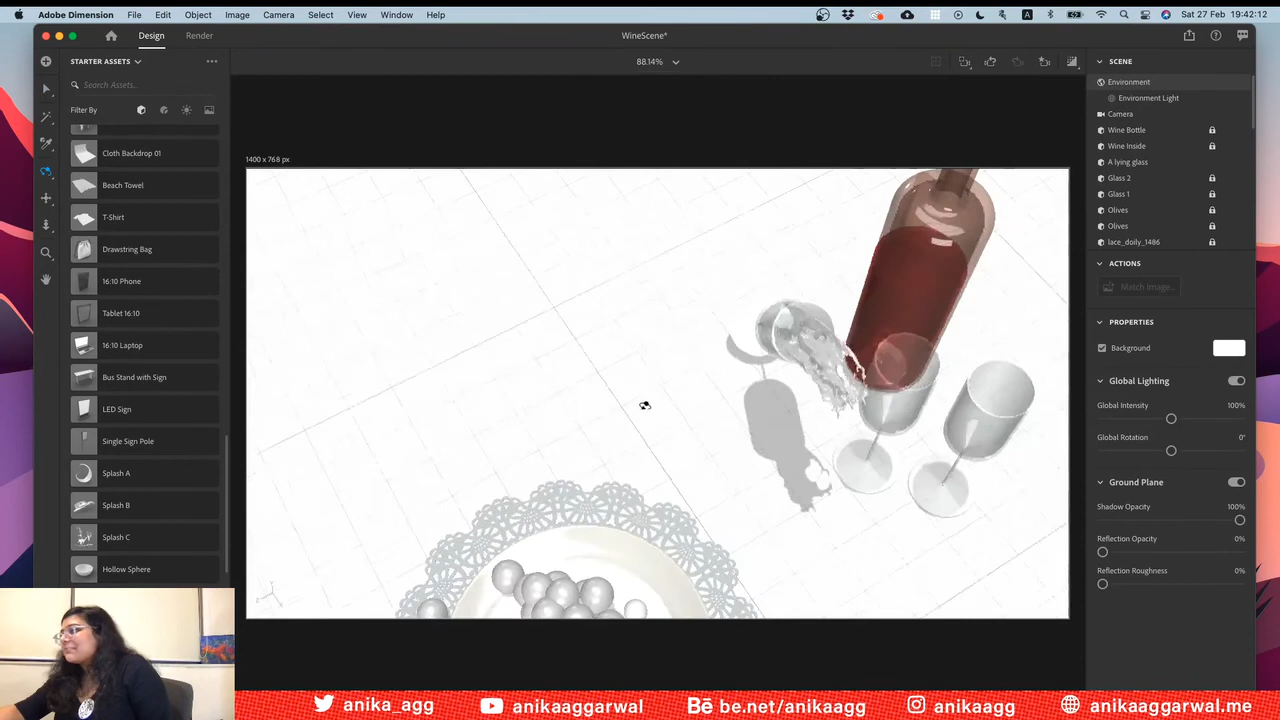 Adobe Dimension File Edit Object Image Camera Select View Window Help
A Sat 27 Feb 19:42:12
Design Render WineScene*
STARTER ASSETS
88.14%
SCENE
Search Assets...
Filter By
Environment
Environment Light
Camera
Wine Bottle
Wine Inside
A lying glass
Glass 2
Glass 1
Olives
Olives
lace_doily_1486
Cloth Backdrop 01
Beach Towel
T-Shirt
Drawstring Bag
16:10 Phone
Tablet 16:10
16:10 Laptop
Bus Stand with Sign
LED Sign
Single Sign Pole
Splash A
Splash B
Splash C
Hollow Sphere
1400 x 768 px
ACTIONS
Match Image...
PROPERTIES
Background
Global Lighting
Global Intensity 100%
Global Rotation 0°
Ground Plane
Shadow Opacity 100%
Reflection Opacity 0%
Reflection Roughness 0%
anika_agg anikaaggarwal Bē be.net/anikaagg anikaagg anikaaggarwal.me